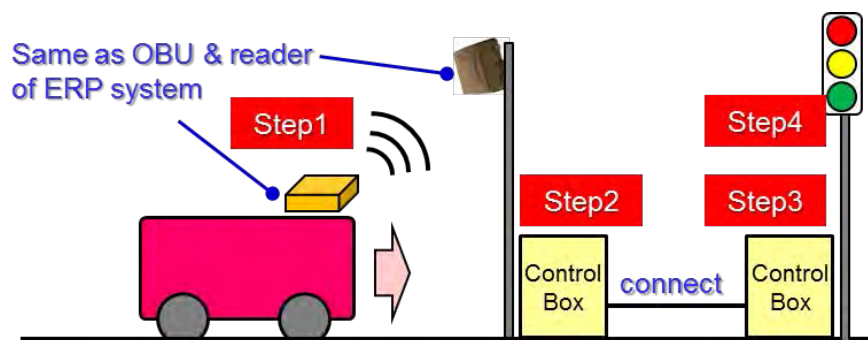 Same as OBU & reader
of ERP system
Step1
Step4
Step2
Step3
Control
Box
connect
Control
Box